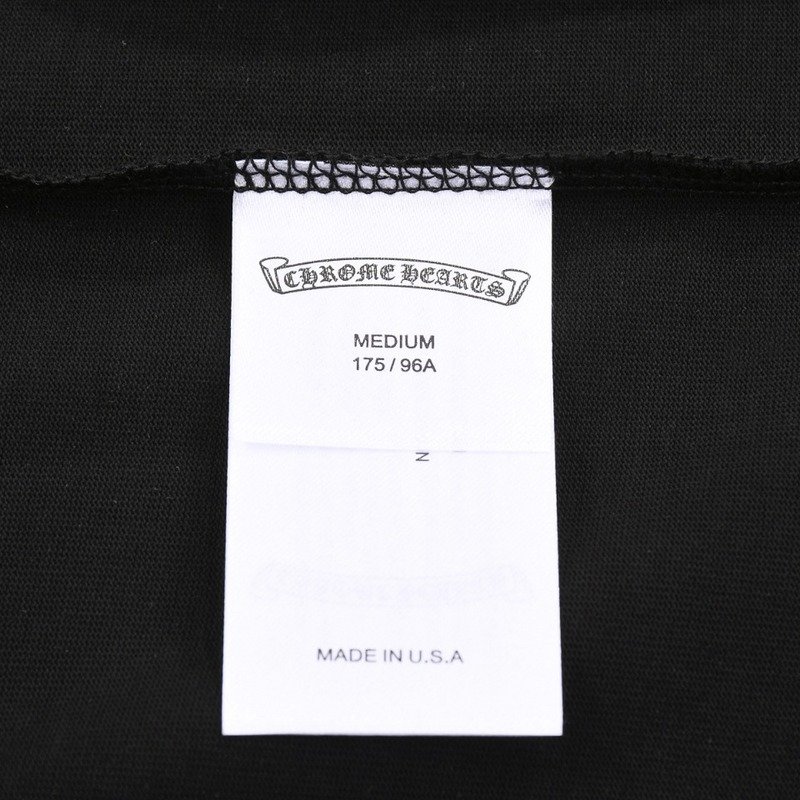 CHROME HEARTS
MEDIUM
175 / 96A
N
MADE IN U.S.A